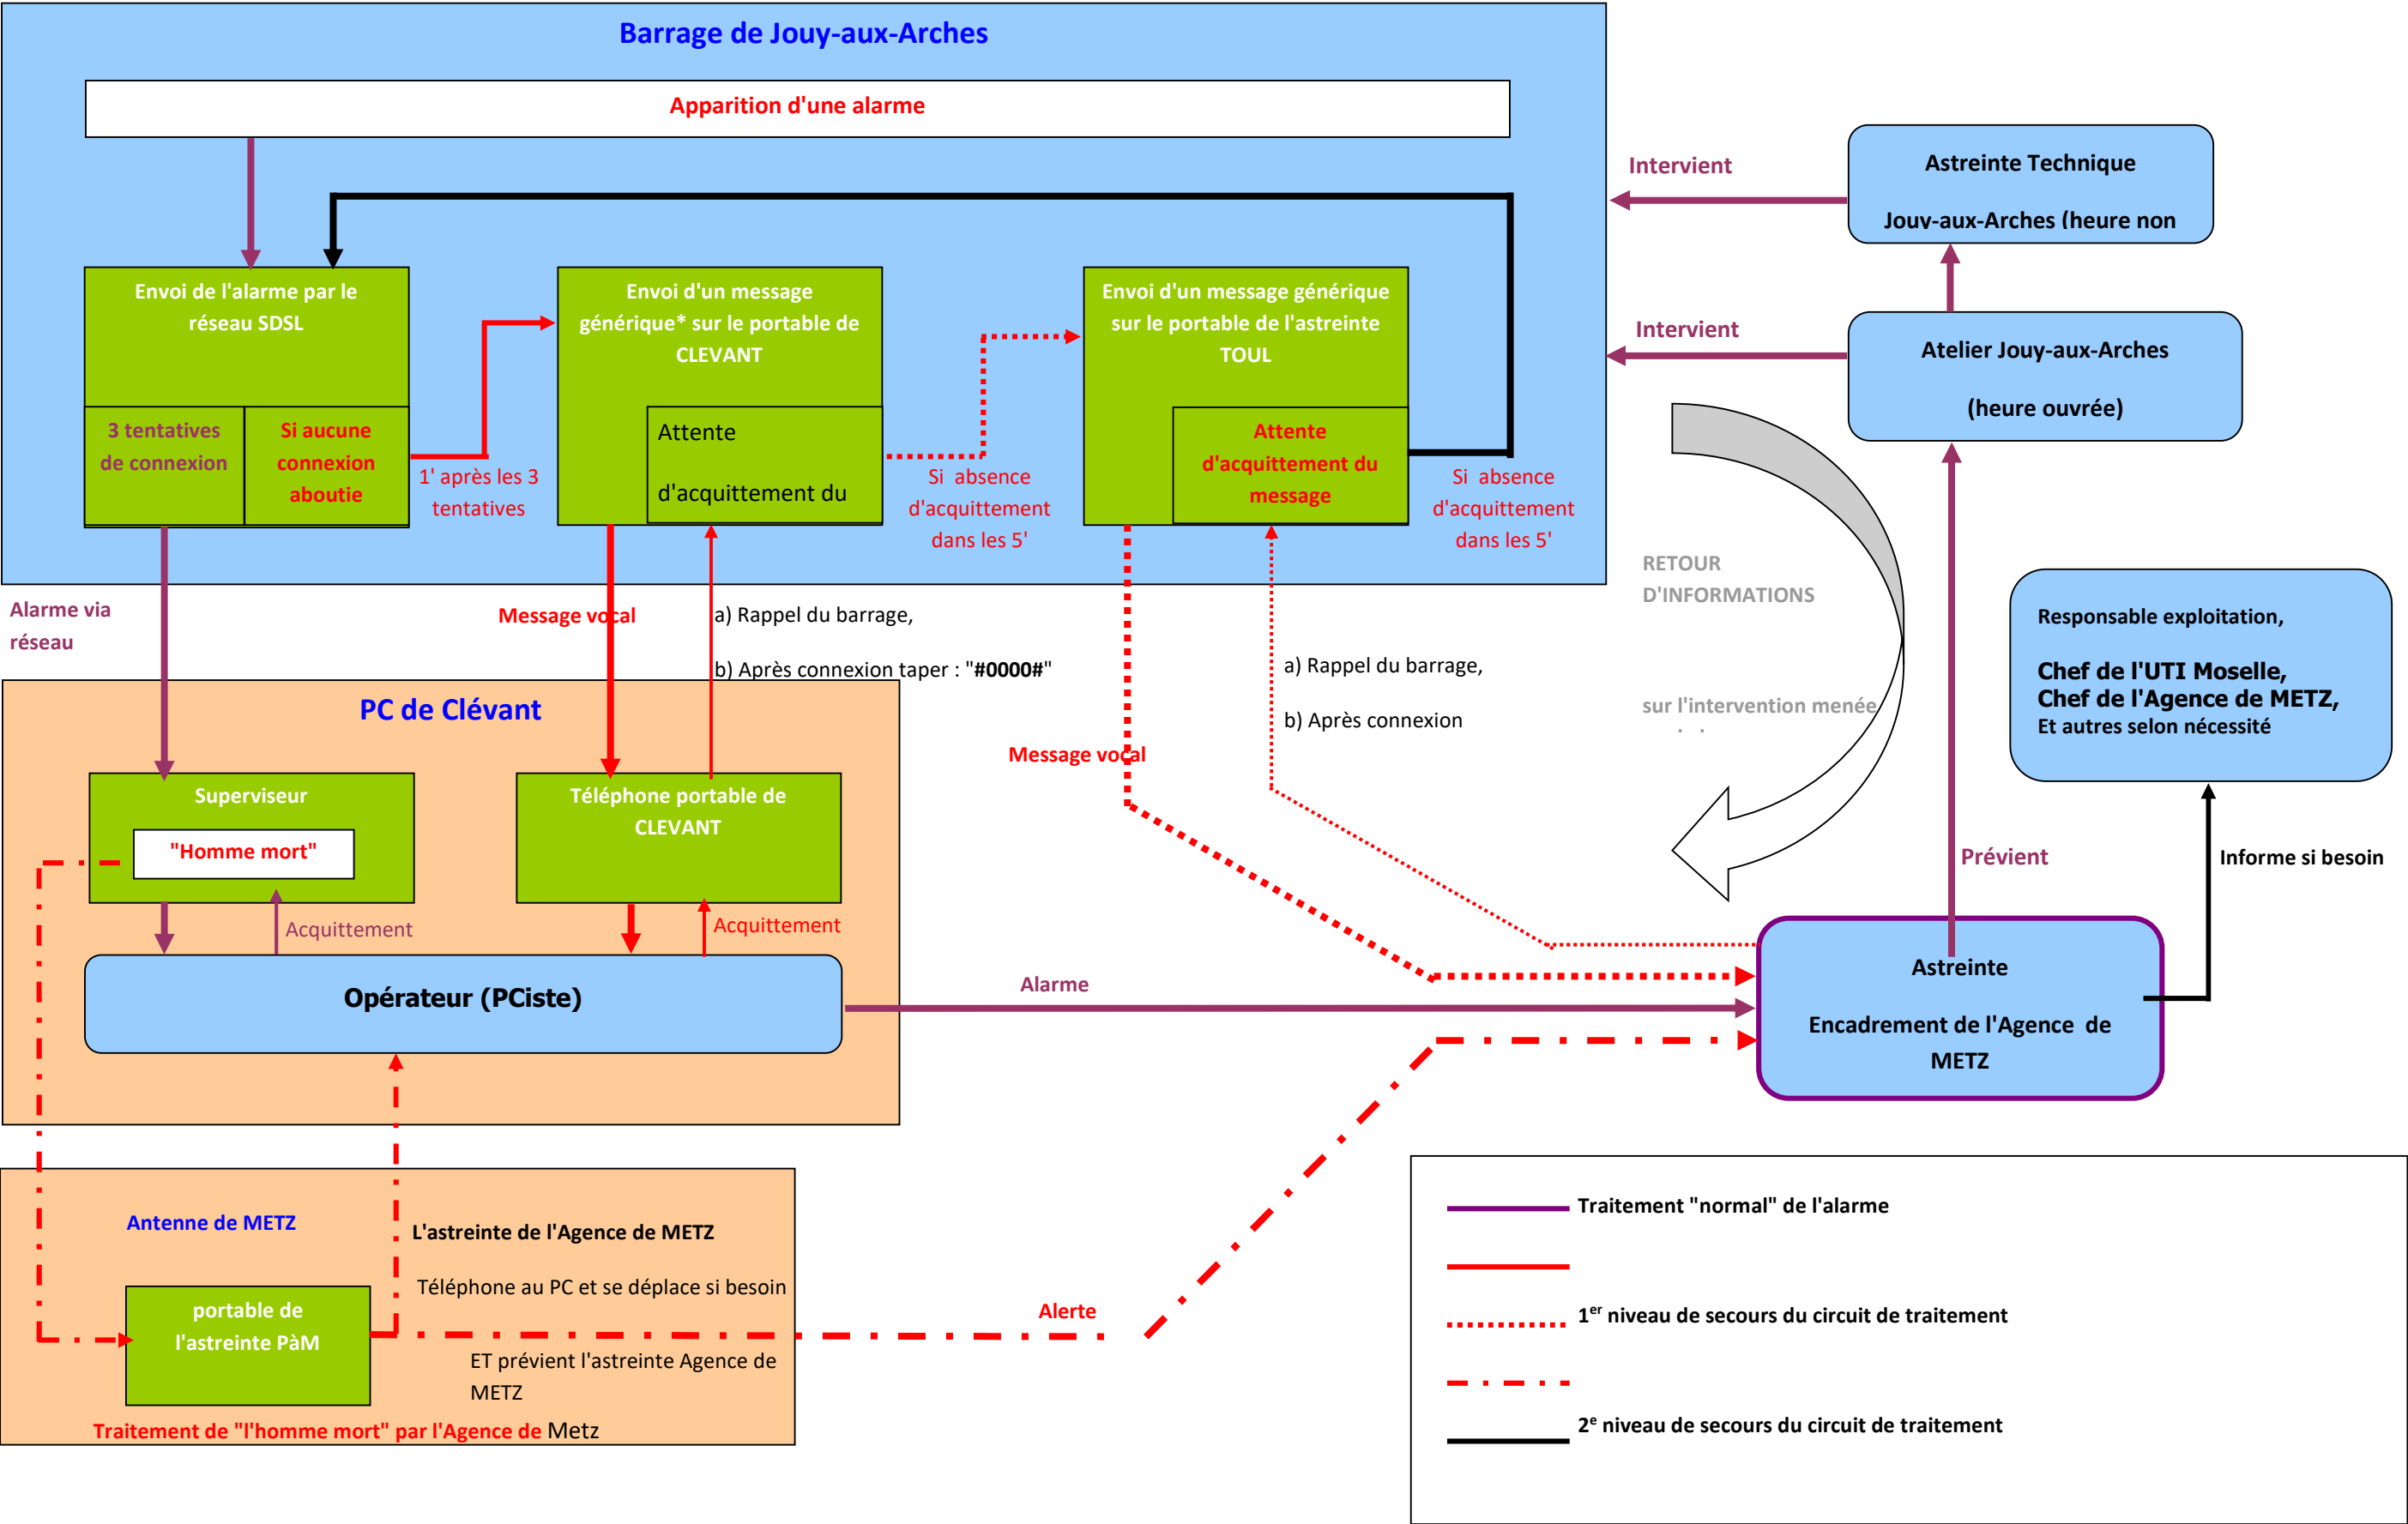 Barrage de Jouy-aux-Arches
Apparition d'une alarme
Envoi de l'alarme par le
réseau SDSL
3 tentatives
de connexion
Si aucune
connexion
aboutie
1' après les 3
tentatives
Envoi d'un message
générique* sur le portable de
CLEVANT
Attente
d'acquittement du
Si absence
d'acquittement
dans les 5'
Envoi d'un message générique
sur le portable de l'astreinte
TOUL
Attente
d'acquittement du
message
Si absence
d'acquittement
dans les 5'
Intervient
Astreinte Technique
Jouy-aux-Arches (heure non
Intervient
Atelier Jouy-aux-Arches
(heure ouvrée)
RETOUR
D'INFORMATIONS
sur l'intervention menée
Responsable exploitation,
Chef de l'UTI Moselle,
Chef de l'Agence de METZ,
Et autres selon nécessité
Alarme via
réseau
Message vocal
a) Rappel du barrage,
b) Après connexion taper : "#0000#"
Message vocal
a) Rappel du barrage,
b) Après connexion
PC de Clévant
Superviseur
"Homme mort"
Téléphone portable de
CLEVANT
Acquittement
Acquittement
Opérateur (PCiste)
Alarme
Prévient
Informe si besoin
Astreinte
Encadrement de l'Agence de
METZ
Antenne de METZ
L'astreinte de l'Agence de METZ
Téléphone au PC et se déplace si besoin
portable de
l'astreinte PàM
ET prévient l'astreinte Agence de
METZ
Traitement de "l'homme mort" par l'Agence de Metz
Alerte
Traitement "normal" de l'alarme
1er niveau de secours du circuit de traitement
2e niveau de secours du circuit de traitement